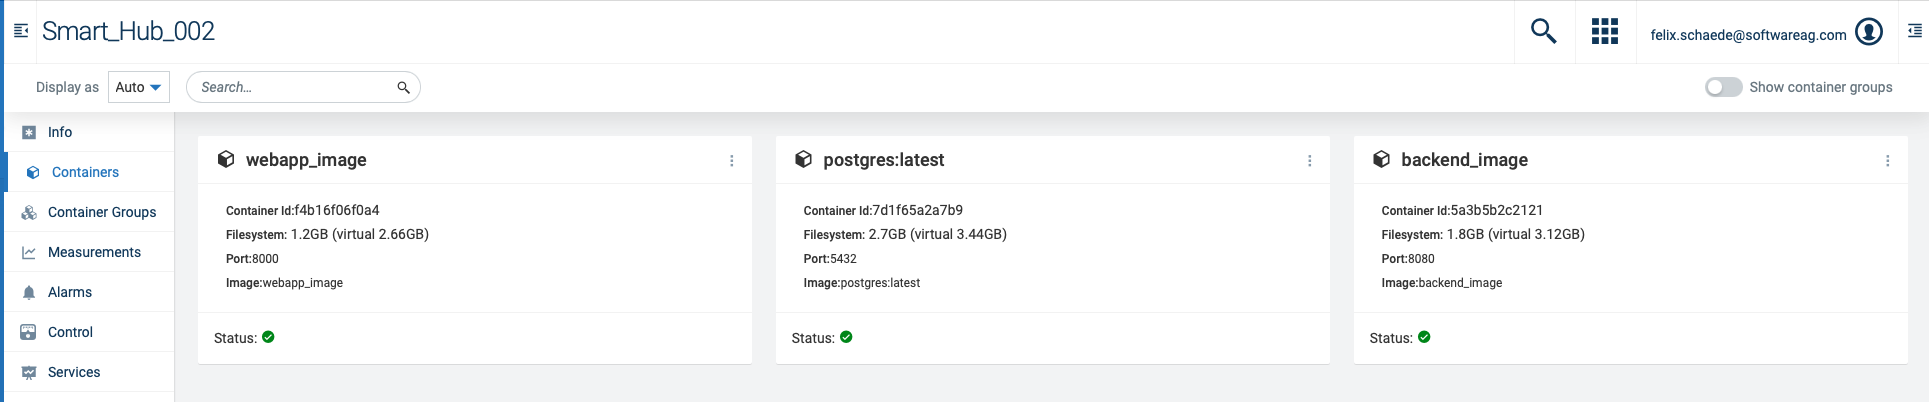 Smart_Hub_002
felix.schaede@softwareag.com
Display as Auto Search... Show container groups
Info
Containers
Container Groups
Measurements
Alarms
Control
Services
webapp_image
Container Id:f4b16f06f0a4
Filesystem: 1.2GB (virtual 2.66GB)
Port:8000
Image:webapp_image
Status:
postgres:latest
Container Id:7d1f65a2a7b9
Filesystem: 2.7GB (virtual 3.44GB)
Port:5432
Image:postgres:latest
Status:
backend_image
Container Id:5a3b5b2c2121
Filesystem: 1.8GB (virtual 3.12GB)
Port:8080
Image:backend_image
Status: